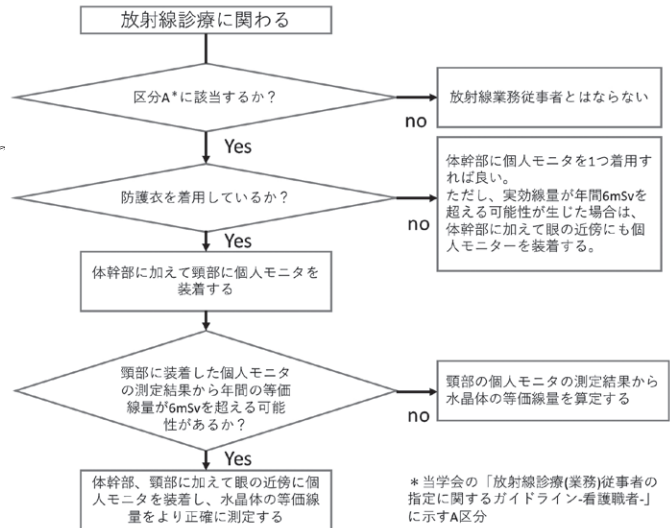 放射線診療に関わる
区分A*に該当するか？
no
放射線業務従事者とはならない
Yes
防護衣を着用しているか？
no
体幹部に個人モニタを1つ着用す
れば良い。
ただし、実効線量が年間6mSvを
超える可能性が生じた場合は、
体幹部に加えて眼の近傍にも個
人モニターを装着する。
Yes
体幹部に加えて頸部に個人モニタを
装着する
頸部に装着した個人モニタ
の測定結果から年間の等価
線量が6mSvを超える可能
性があるか？
no
頸部の個人モニタの測定結果から
水晶体の等価線量を算定する
Yes
体幹部、頸部に加えて眼の近傍に個
人モニタを装着し、水晶体の等価線
量をより正確に測定する
＊当学会の「放射線診療(業務)従事者の
指定に関するガイドライン-看護職者-」
に示すA区分